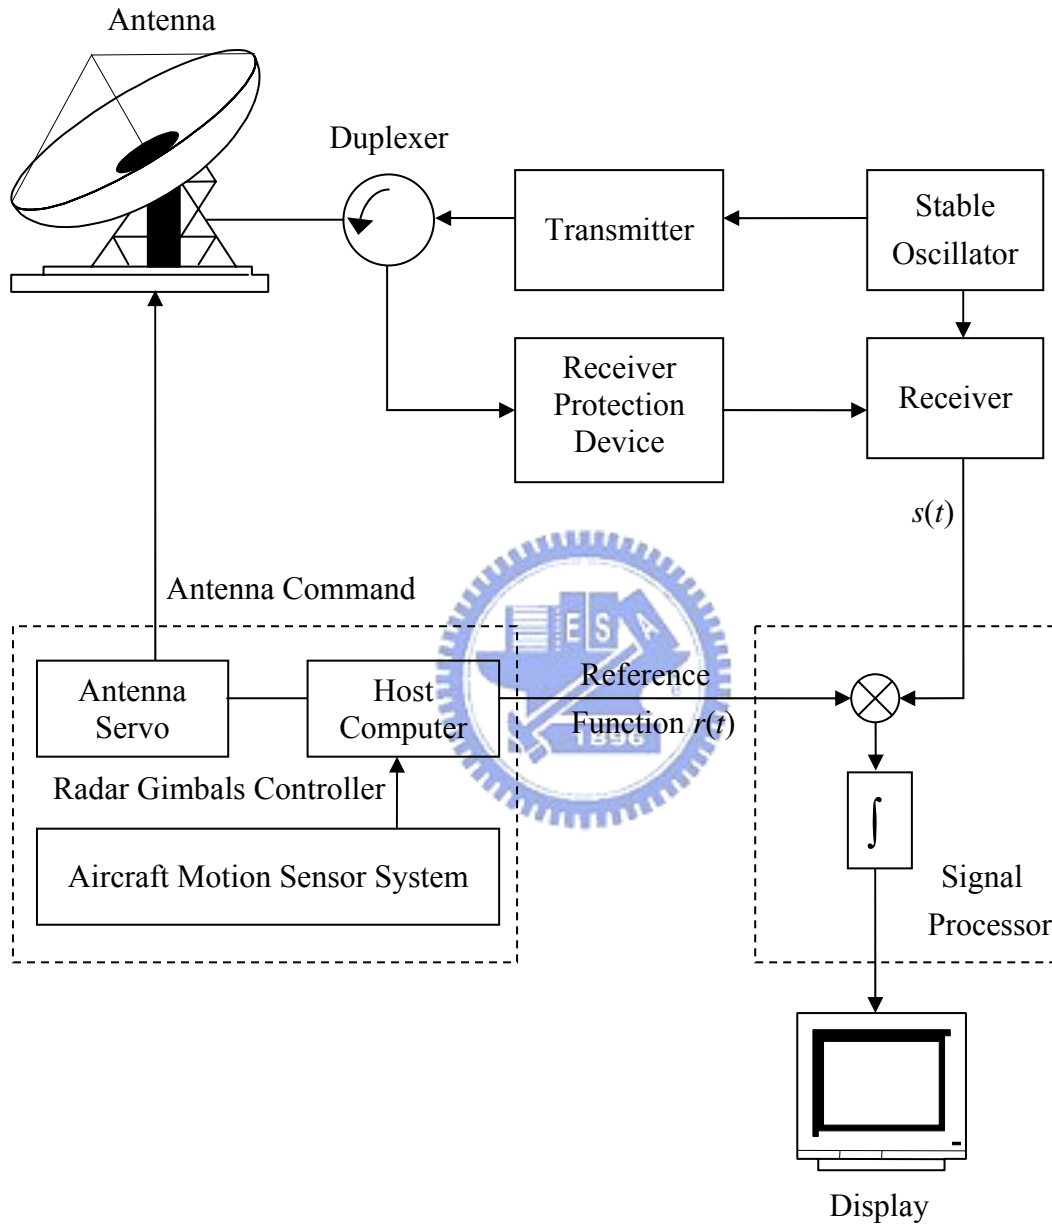 Antenna
Duplexer
Transmitter
Stable
Oscillator
Receiver
Protection
Device
Receiver
s(t)
Antenna Command
Antenna
Servo
Host
Computer
Reference
Function r(t)
Radar Gimbals Controller
Aircraft Motion Sensor System
∫
Signal
Processor
Display
E S A
1896